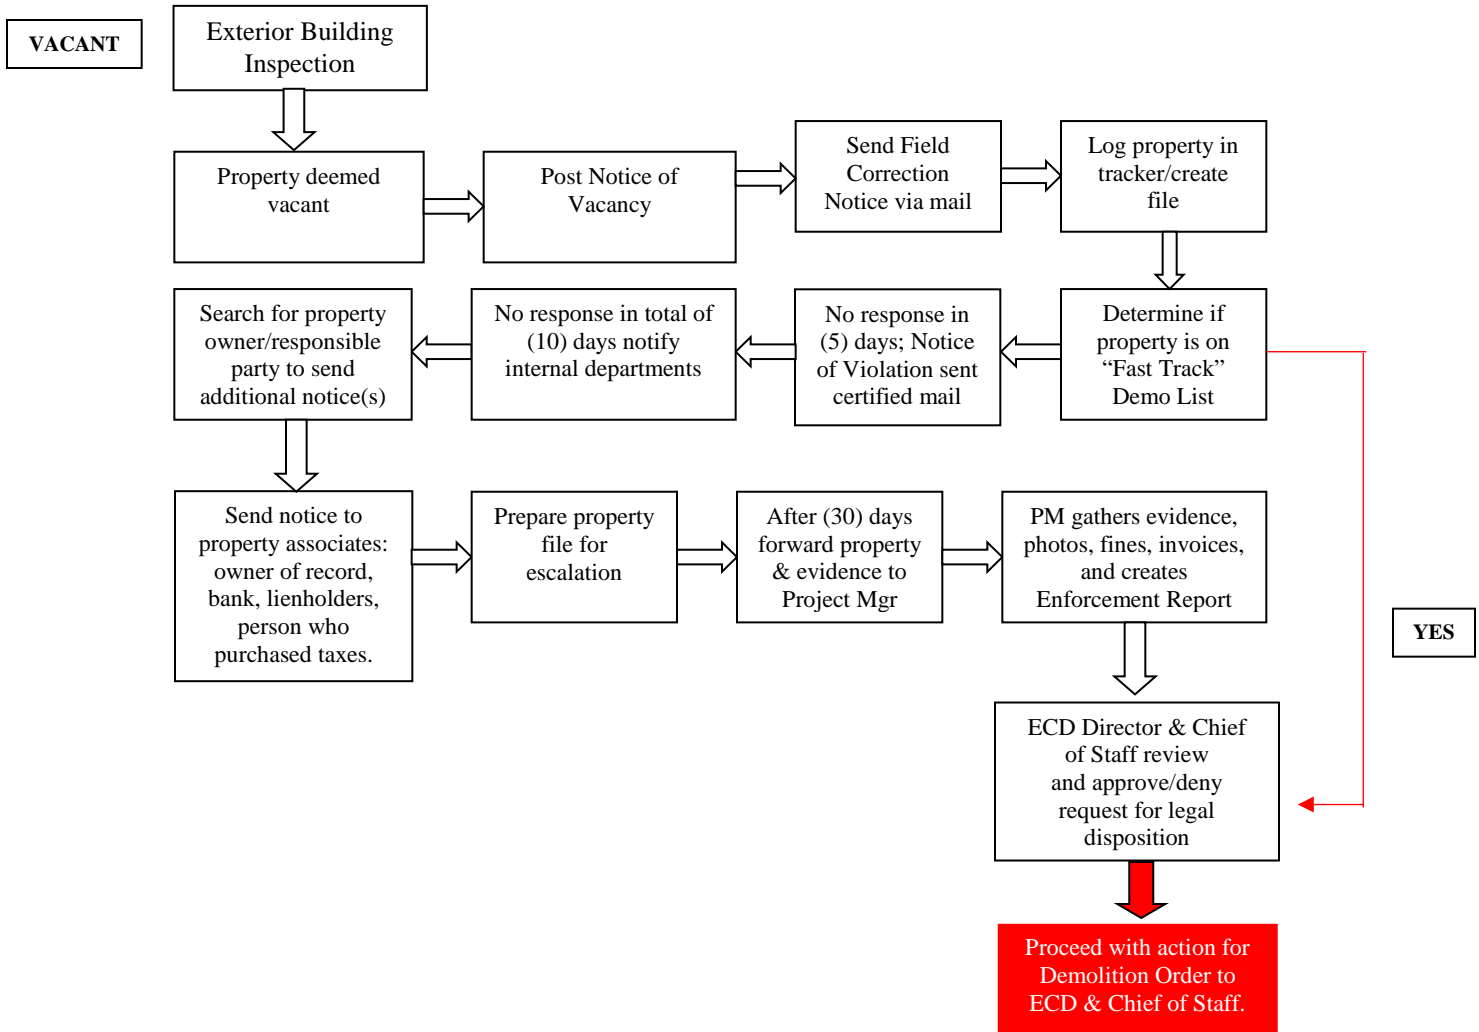 VACANT
Exterior Building
Inspection
Property deemed
vacant
Post Notice of
Vacancy
Send Field
Correction
Notice via mail
Log property in
tracker/create
file
Determine if
property is on
“Fast Track”
Demo List
No response in
(5) days; Notice
of Violation sent
certified mail
No response in total of
(10) days notify
internal departments
Search for property
owner/responsible
party to send
additional notice(s)
Send notice to
property associates:
owner of record,
bank, lienholders,
person who
purchased taxes.
Prepare property
file for
escalation
After (30) days
forward property
& evidence to
Project Mgr
PM gathers evidence,
photos, fines, invoices,
and creates
Enforcement Report
YES
ECD Director & Chief
of Staff review
and approve/deny
request for legal
disposition
Proceed with action for
Demolition Order to
ECD & Chief of Staff.